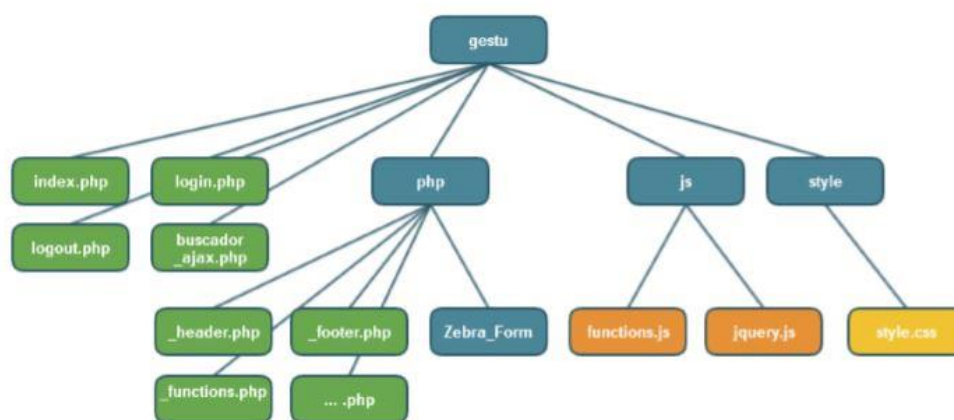 gestu
index.php
login.php
php
js
style
logout.php
buscador
_ajax.php
_header.php
_footer.php
Zebra_Form
functions.js
jquery.js
style.css
_functions.php
... .php